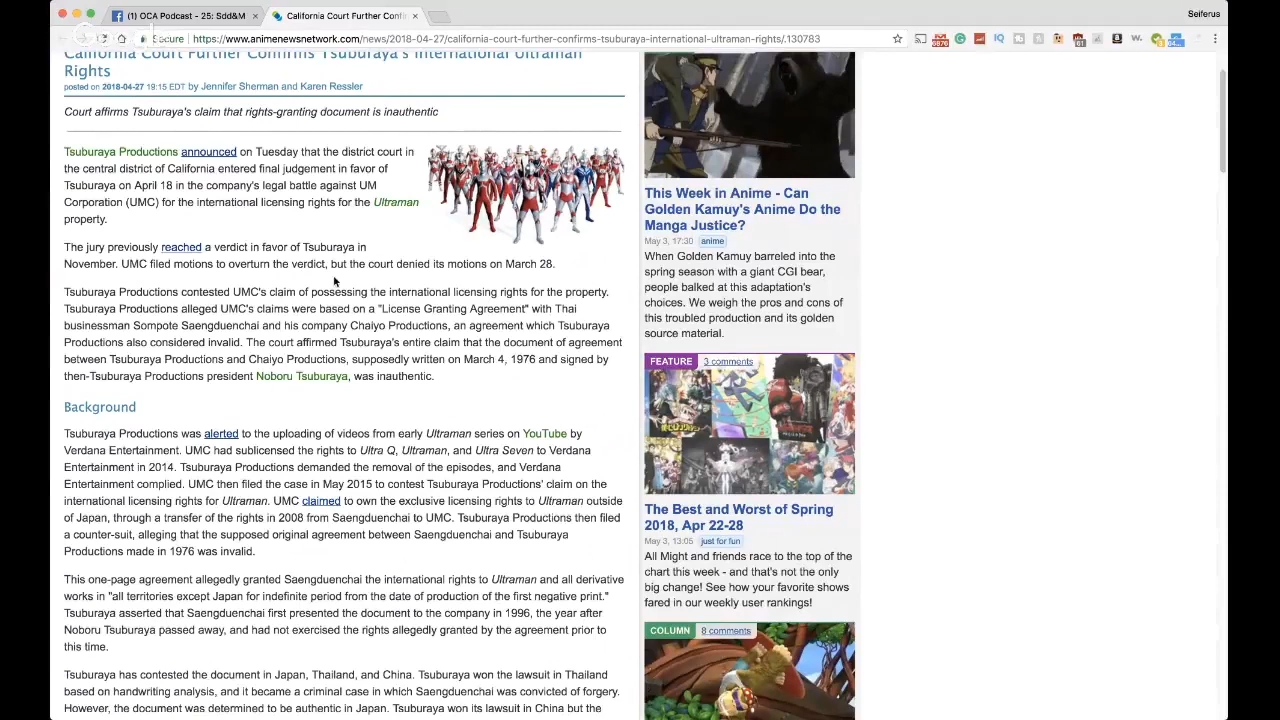 (1) OCA Podcast - 25: Sdd&M
California Court Further Confir
Seiferus
Secure
https://www.animenewsnetwork.com/news/2018-04-27/california-court-further-confirms-tsuburaya-international-ultraman-rights/.130783
California Court Further Confirms Tsuburaya's International Ultraman
Rights
posted on 2018-04-27 19:15 EDT by Jennifer Sherman and Karen Ressler
Court affirms Tsuburaya's claim that rights-granting document is inauthentic
Tsuburaya Productions announced on Tuesday that the district court in
the central district of California entered final judgement in favor of
Tsuburaya on April 18 in the company's legal battle against UM
Corporation (UMC) for the international licensing rights for the Ultraman
property.
The jury previously reached a verdict in favor of Tsuburaya in
November. UMC filed motions to overturn the verdict, but the court denied its motions on March 28.
Tsuburaya Productions contested UMC's claim of possessing the international licensing rights for the property.
Tsuburaya Productions alleged UMC's claims were based on a "License Granting Agreement" with Thai
businessman Sompote Saengduenchai and his company Chaiyo Productions, an agreement which Tsuburaya
Productions also considered invalid. The court affirmed Tsuburaya's entire claim that the document of agreement
between Tsuburaya Productions and Chaiyo Productions, supposedly written on March 4, 1976 and signed by
then-Tsuburaya Productions president Noboru Tsuburaya, was inauthentic.
Background
Tsuburaya Productions was alerted to the uploading of videos from early Ultraman series on YouTube by
Verdana Entertainment. UMC had sublicensed the rights to Ultra Q, Ultraman, and Ultra Seven to Verdana
Entertainment in 2014. Tsuburaya Productions demanded the removal of the episodes, and Verdana
Entertainment complied. UMC then filed the case in May 2015 to contest Tsuburaya Productions' claim on the
international licensing rights for Ultraman. UMC claimed to own the exclusive licensing rights to Ultraman outside
of Japan, through a transfer of the rights in 2008 from Saengduenchai to UMC. Tsuburaya Productions then filed
a counter-suit, alleging that the supposed original agreement between Saengduenchai and Tsuburaya
Productions made in 1976 was invalid.
This one-page agreement allegedly granted Saengduenchai the international rights to Ultraman and all derivative
works in "all territories except Japan for indefinite period from the date of production of the first negative print."
Tsuburaya asserted that Saengduenchai first presented the document to the company in 1996, the year after
Noboru Tsuburaya passed away, and had not exercised the rights allegedly granted by the agreement prior to
this time.
Tsuburaya has contested the document in Japan, Thailand, and China. Tsuburaya won the lawsuit in Thailand
based on handwriting analysis, and it became a criminal case in which Saengduenchai was convicted of forgery.
However, the document was determined to be authentic in Japan. Tsuburaya won its lawsuit in China but the
This Week in Anime - Can
Golden Kamuy's Anime Do the
Manga Justice?
May 3, 17:30 anime
When Golden Kamuy barreled into the
spring season with a giant CGI bear,
people balked at this adaptation's
choices. We weigh the pros and cons of
this troubled production and its golden
source material.
FEATURE 3 comments
The Best and Worst of Spring
2018, Apr 22-28
May 3, 13:05 just for fun
All Might and friends race to the top of the
chart this week - and that's not the only
big change! See how your favorite shows
fared in our weekly user rankings!
COLUMN 8 comments